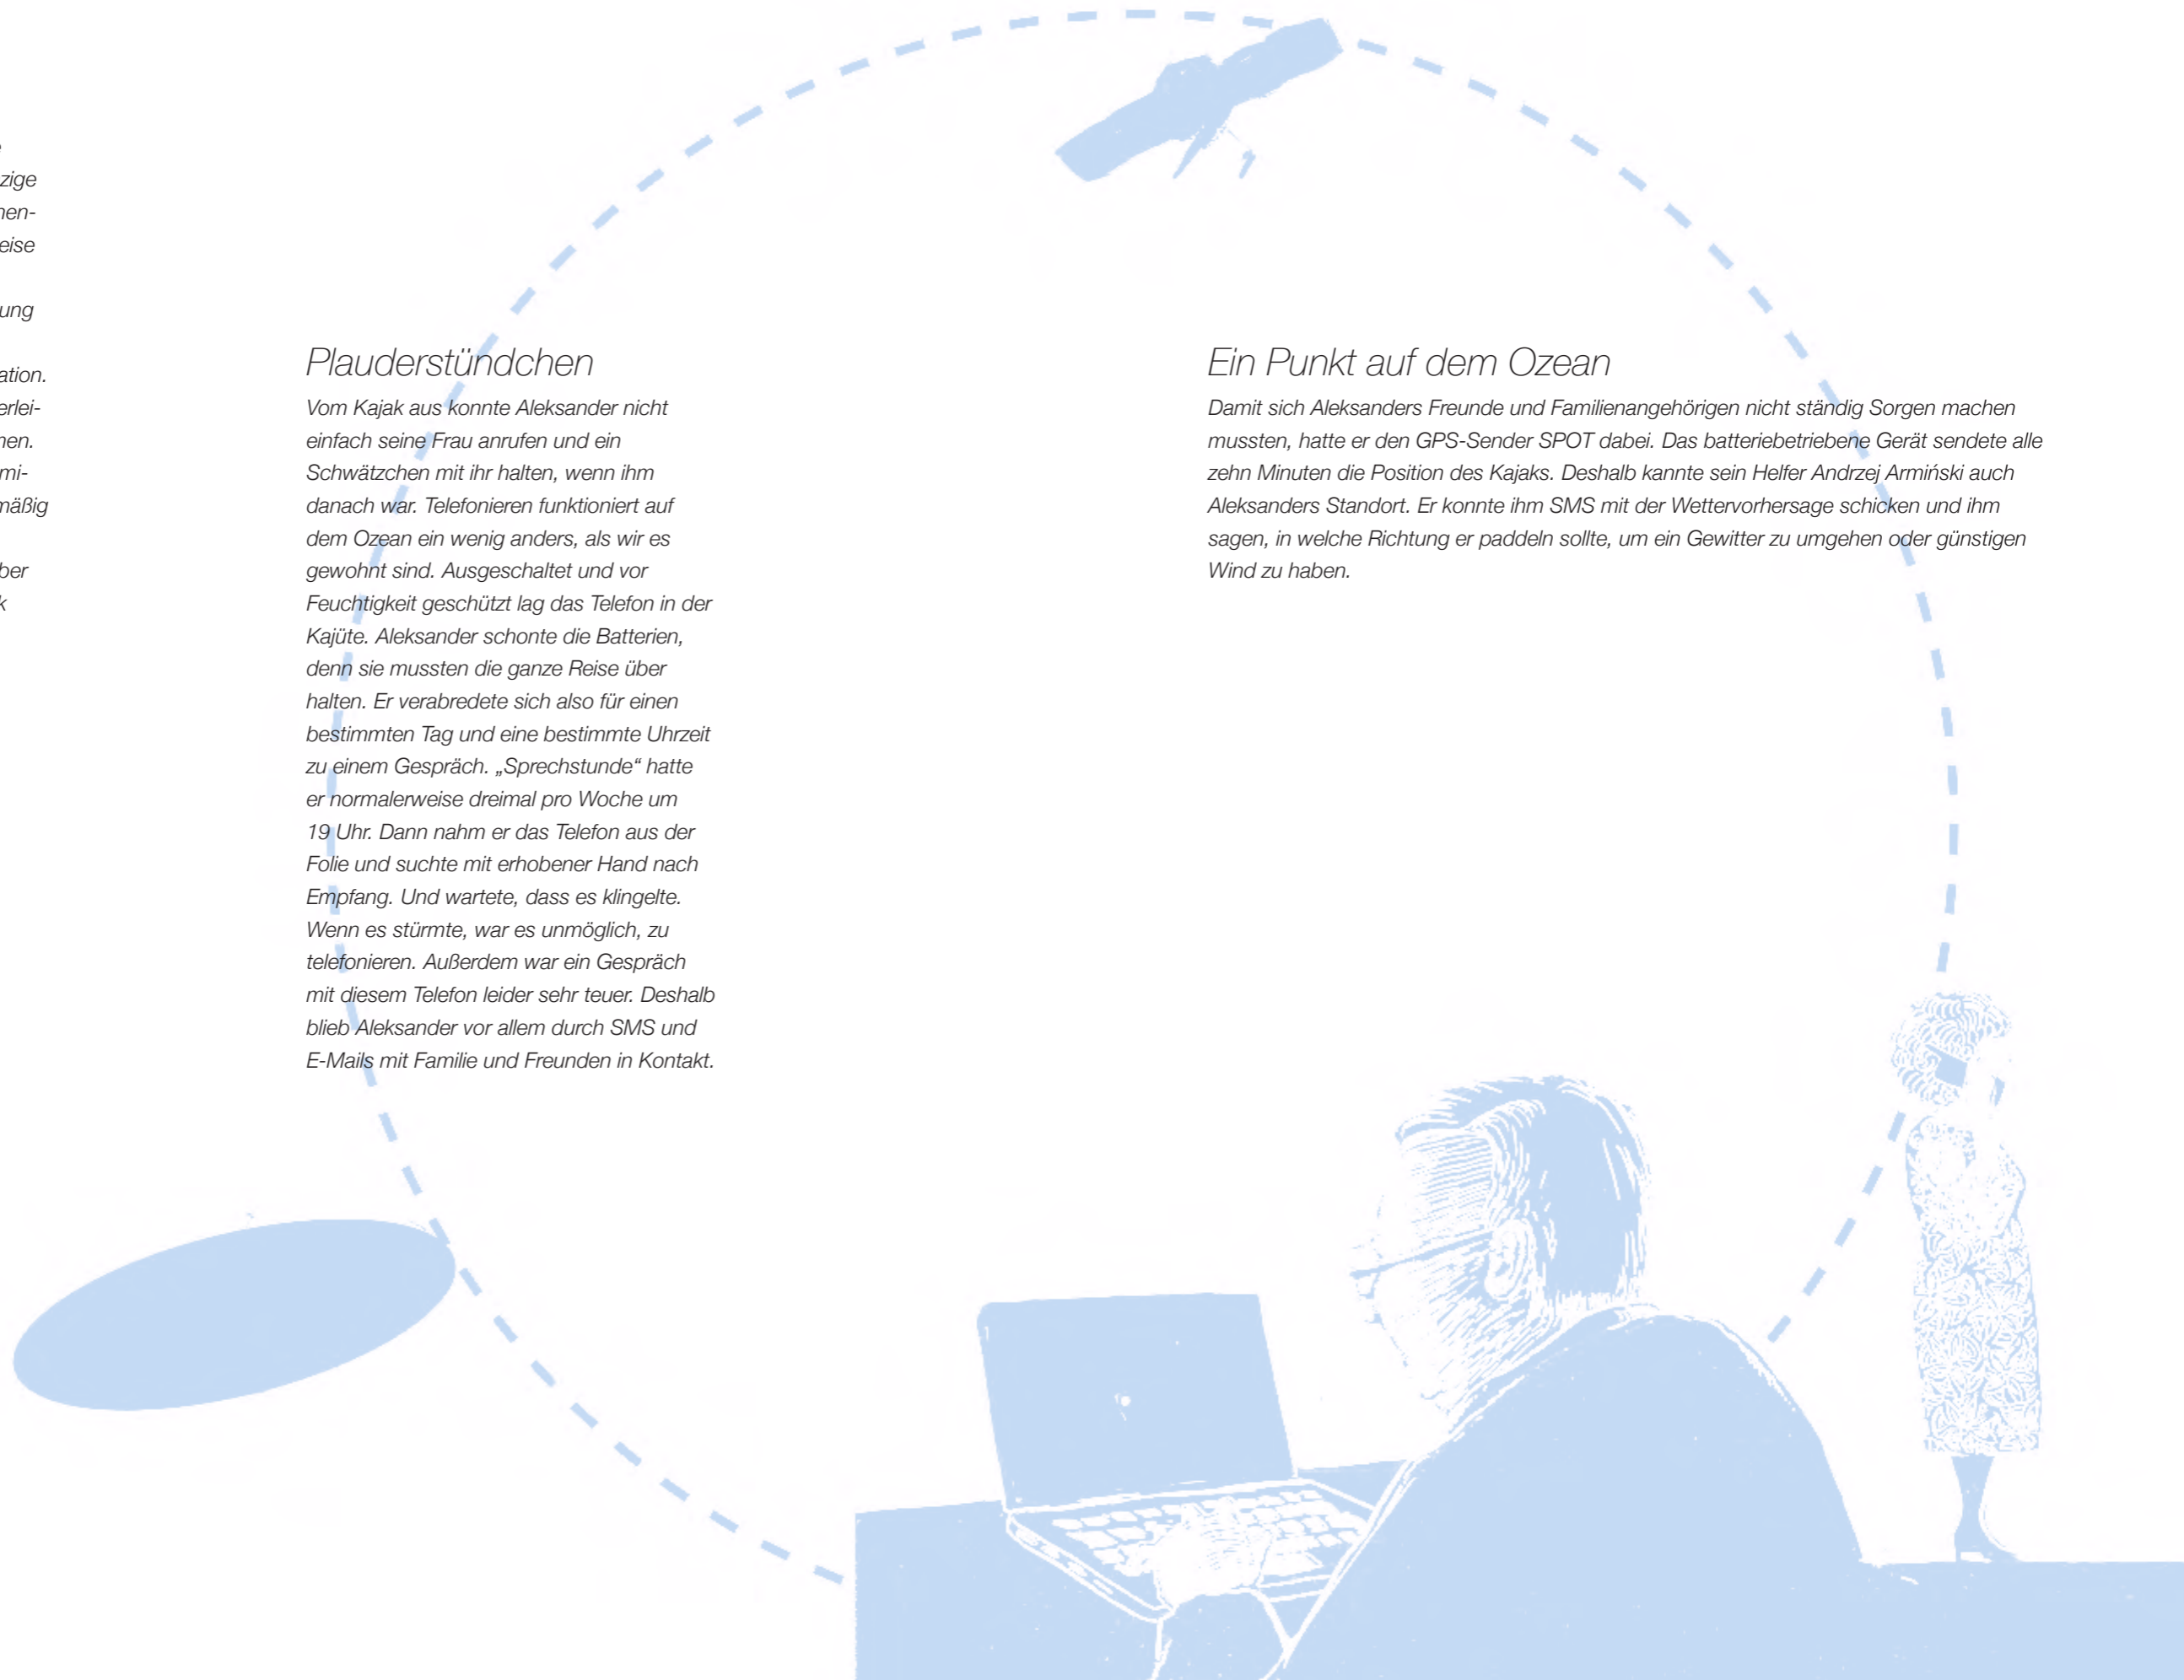 zige
eise
ung
ation.
mäßig
Plauderstündchen
Vom Kajak aus konnte Aleksander nicht
einfach seine Frau anrufen und ein
Schwätzchen mit ihr halten, wenn ihm
danach war. Telefonieren funktioniert auf
dem Ozean ein wenig anders, als wir es
gewohnt sind. Ausgeschaltet und vor
Feuchtigkeit geschützt lag das Telefon in der
Kajüte. Aleksander schonte die Batterien,
denn sie mussten die ganze Reise über
halten. Er verabredete sich also für einen
bestimmten Tag und eine bestimmte Uhrzeit
zu einem Gespräch. „Sprechstunde“ hatte
er normalerweise dreimal pro Woche um
19 Uhr. Dann nahm er das Telefon aus der
Folie und suchte mit erhobener Hand nach
Empfang. Und wartete, dass es klingelte.
Wenn es stürmte, war es unmöglich, zu
telefonieren. Außerdem war ein Gespräch
mit diesem Telefon leider sehr teuer. Deshalb
blieb Aleksander vor allem durch SMS und
E-Mails mit Familie und Freunden in Kontakt.
Ein Punkt auf dem Ozean
Damit sich Aleksanders Freunde und Familienangehörigen nicht ständig Sorgen machen
mussten, hatte er den GPS-Sender SPOT dabei. Das batteriebetriebene Gerät sendete alle
zehn Minuten die Position des Kajaks. Deshalb kannte sein Helfer Andrzej Armiński auch
Aleksanders Standort. Er konnte ihm SMS mit der Wettervorhersage schicken und ihm
sagen, in welche Richtung er paddeln sollte, um ein Gewitter zu umgehen oder günstigen
Wind zu haben.